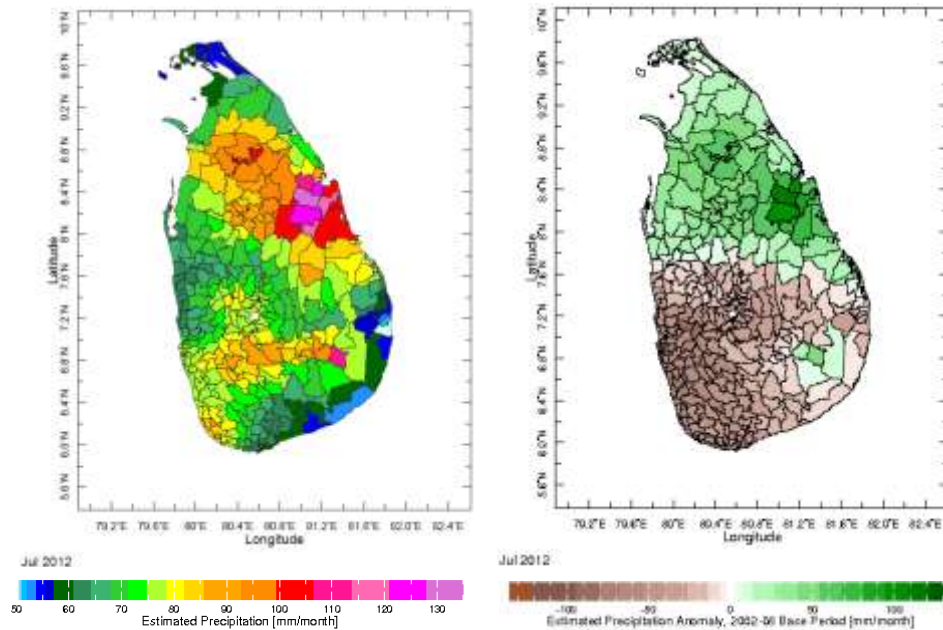 10°N
9.6°N
9.2°N
8.8°N
8.4°N
8°N
7.6°N
7.2°N
6.8°N
6.4°N
6.0°N
5.6°N
Latitude
79.2°E 79.6°E 80°E 80.4°E 80.8°E 81.2°E 81.6°E 82.0°E 82.4°E
Longitude
Jul 2012
50 60 70 80 90 100 110 120 130
Estimated Precipitation [mm/month]
10°N
9.6°N
9.2°N
8.8°N
8.4°N
8°N
7.6°N
7.2°N
6.8°N
6.4°N
6.0°N
5.6°N
Latitude
79.2°E 79.6°E 80°E 80.4°E 80.8°E 81.2°E 81.6°E 82.0°E 82.4°E
Longitude
Jul 2012
-100 -50 0 50 100
Estimated Precipitation Anomaly, 2002-06 Base Period [mm/month]